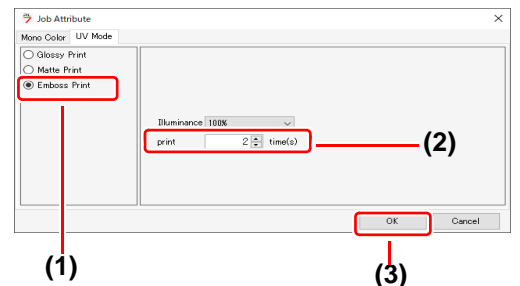 Job Attribute
Mono Color UV Mode
Glossy Print
Matte Print
Emboss Print
Illuminance 100%
print 2 time(s)
(2)
OK Cancel
(1)
(3)